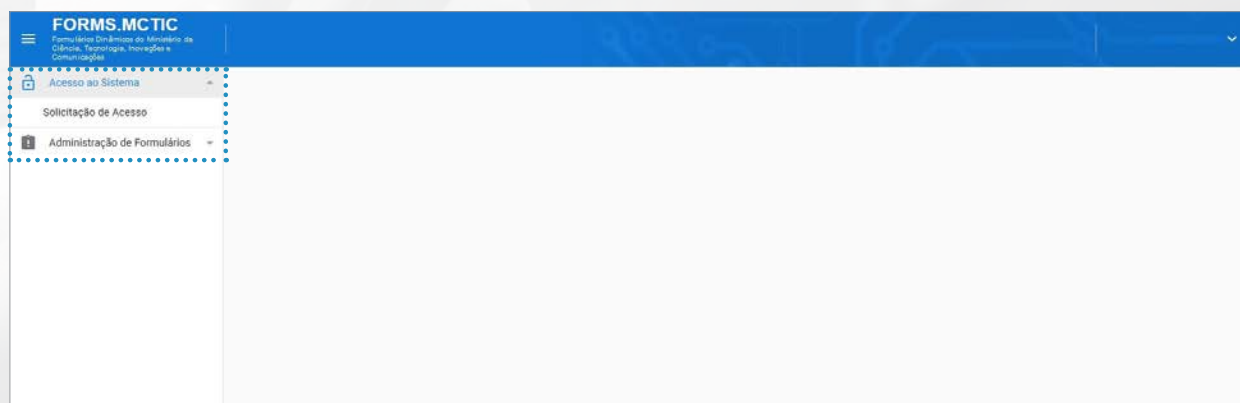 FORMS.MCTIC
Formulários Dinâmicos do Ministério da
Ciência, Tecnologia, Inovações e
Comunicações
Acesso ao Sistema
Solicitação de Acesso
Administração de Formulários